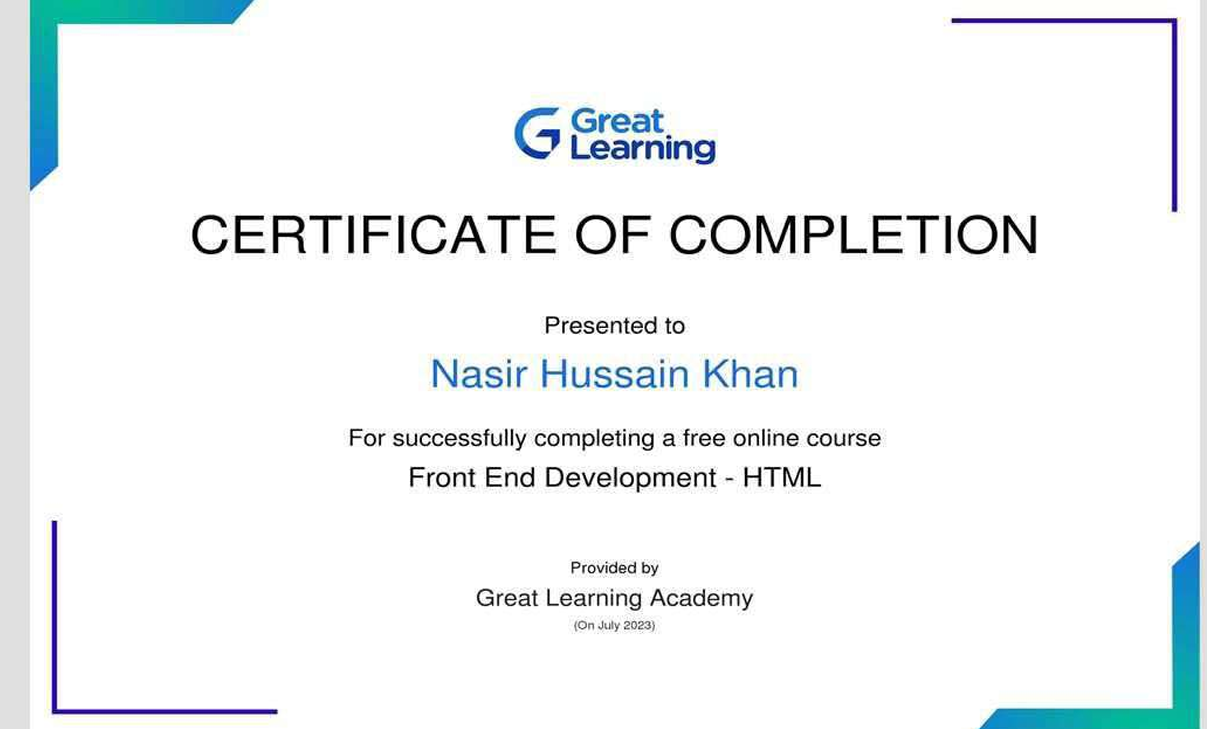 Great
Learning
CERTIFICATE OF COMPLETION
Presented to
Nasir Hussain Khan
For successfully completing a free online course
Front End Development - HTML
Provided by
Great Learning Academy
(On July 2023)